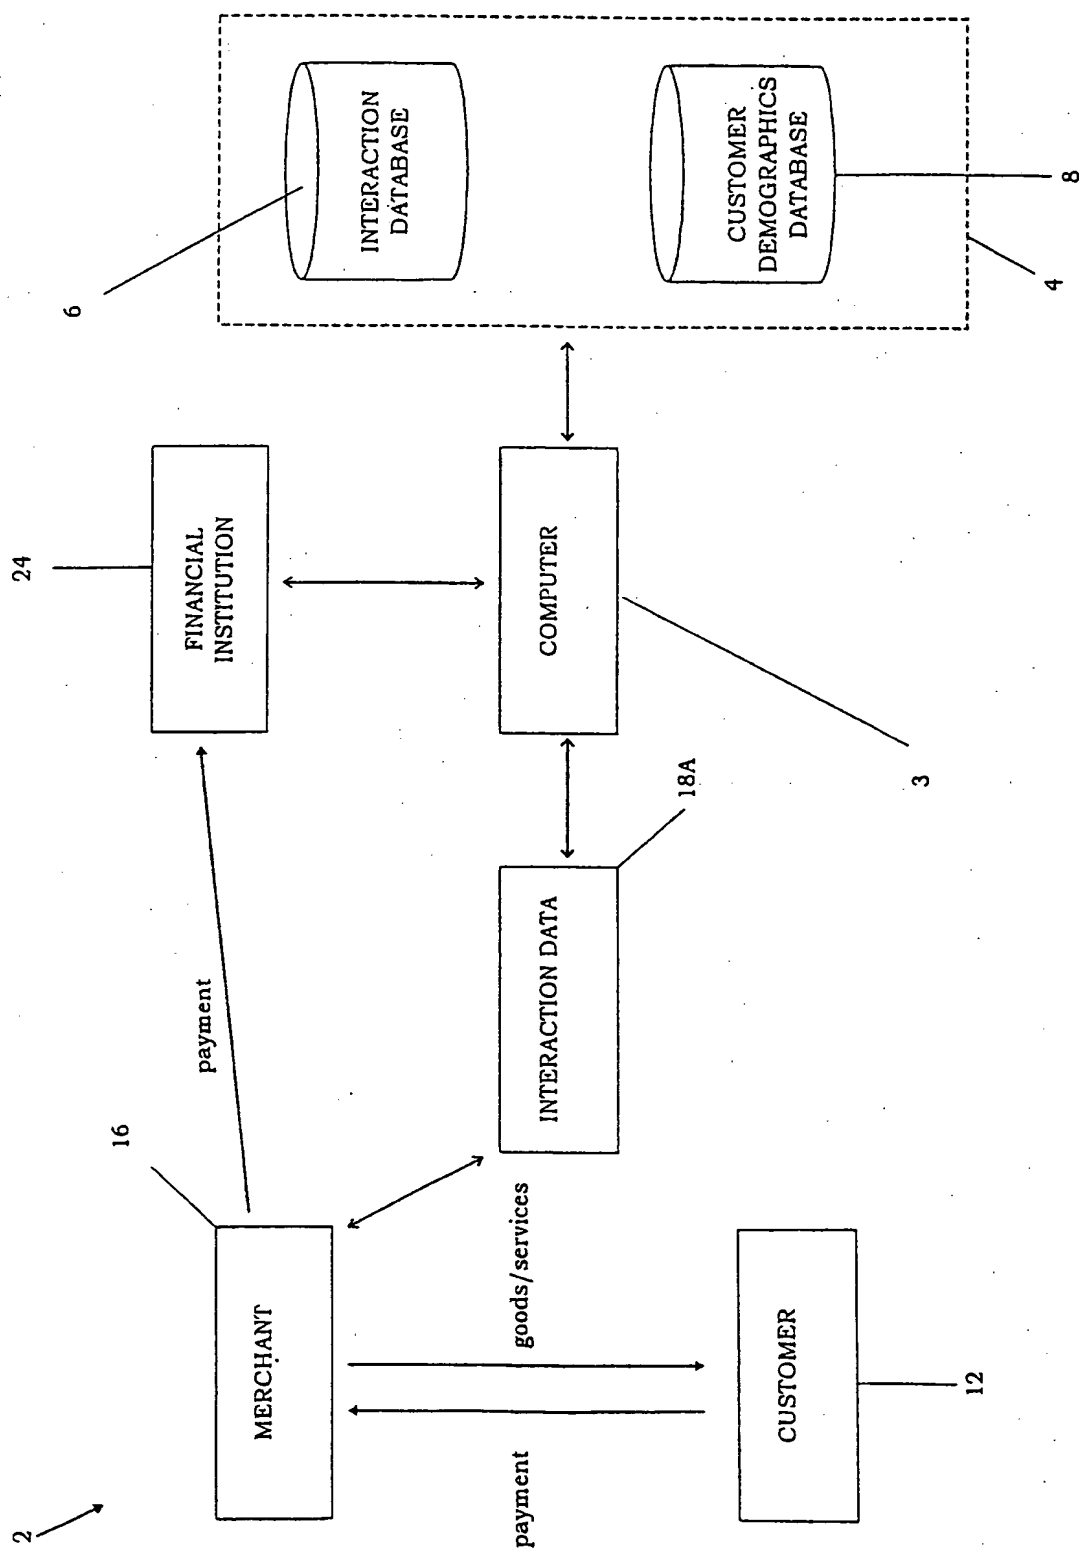 2
16
MERCHANT
payment
goods/services
payment
CUSTOMER
12
24
FINANCIAL
INSTITUTION
INTERACTION DATA
18A
COMPUTER
3
6
INTERACTION
DATABASE
CUSTOMER
DEMOGRAPHICS
DATABASE
4
8